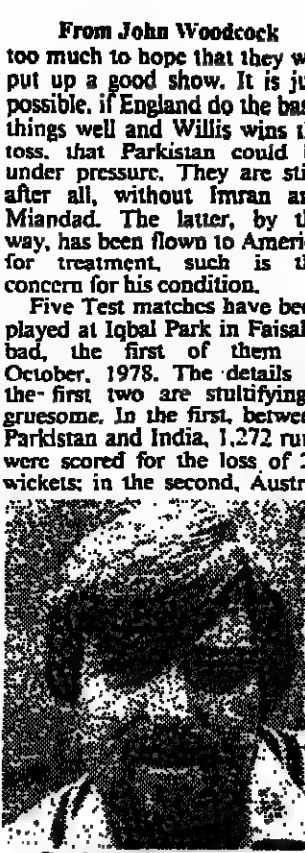 From John Woodcock
too much to hope that they w
put up a good show. It is ju
possible, if England do the bas
things well and Willis wins th
toss, that Parkistan could
under pressure. They are sti
after all, without Imran an
Miandad. The latter, by th
way, has been flown to Ameri
for treatment, such is th
concern for his condition.
Five Test matches have bee
played at Iqbal Park in Faisal
bad, the first of them
October, 1978. The details
the first two are stultifying
gruesome. In the first, betwee
Parkistan and India, 1,272 run
were scored for the loss of
wickets; in the second, Austr